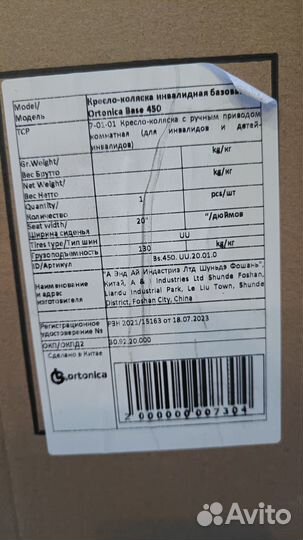 Model/ Кресло-коляска инвалидная базовая
Модель Ortonica Base 450
ТСР 7-01-01 Кресло-коляска с ручным приводом
комнатная (для инвалидов и детей-
инвалидов)
Gr.Weight/ kg/кг
Вес Брутто
Net Weight/ kg/кг
Вес Нетто
Quantity/ 1 pcs/шт
Количество
Seat width/ 20" "/дюймов
Ширина сиденья
Tires type/Тип шин UU
Грузоподъемность 130 kg/кг
ID/Артикул Bs.450.UU.20.01.0
Наименование и адрес изготовителя
"А Энд Ай Индастриз Лтд Шуньдэ Фошань",
Китай, A & I Industries Ltd Shunde Foshan,
Liandu Industrial Park, Le Liu Town, Shunde
District, Foshan City, China
Регистрационное РЗН 2021/15163 от 18.07.2023
удостоверение №
ОКП/ОКПД2 30.92.20.000
Сделано в Китае
ortonica
2 000000 007304
Avito